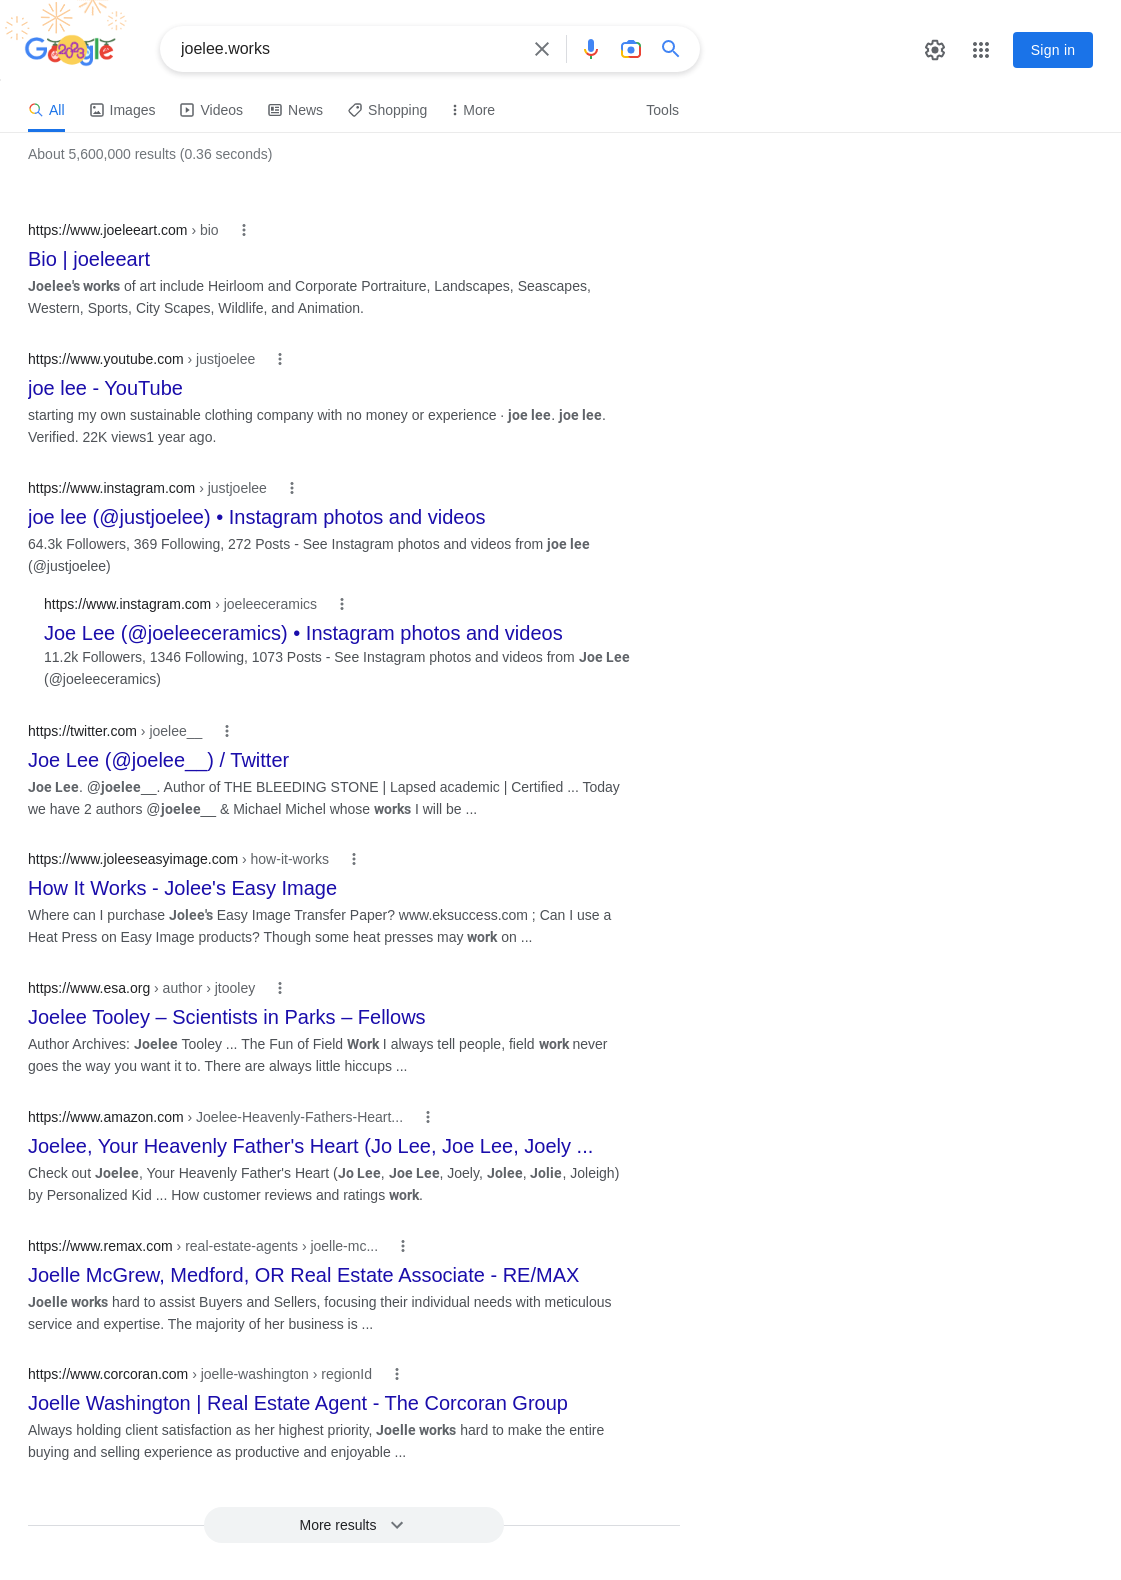 Google
joelee.works
Sign in
All
Images
Videos
News
Shopping
More
Tools
About 5,600,000 results (0.36 seconds)
https://www.joeleeart.com › bio
Bio | joeleeart
Joelee's works of art include Heirloom and Corporate Portraiture, Landscapes, Seascapes,
Western, Sports, City Scapes, Wildlife, and Animation.
https://www.youtube.com › justjoelee
joe lee - YouTube
starting my own sustainable clothing company with no money or experience · joe lee. joe lee.
Verified. 22K views1 year ago.
https://www.instagram.com › justjoelee
joe lee (@justjoelee) • Instagram photos and videos
64.3k Followers, 369 Following, 272 Posts - See Instagram photos and videos from joe lee
(@justjoelee)
https://www.instagram.com › joeleeceramics
Joe Lee (@joeleeceramics) • Instagram photos and videos
11.2k Followers, 1346 Following, 1073 Posts - See Instagram photos and videos from Joe Lee
(@joeleeceramics)
https://twitter.com › joelee__
Joe Lee (@joelee__) / Twitter
Joe Lee. @joelee__. Author of THE BLEEDING STONE | Lapsed academic | Certified ... Today
we have 2 authors @joelee__ & Michael Michel whose works I will be ...
https://www.joleeseasyimage.com › how-it-works
How It Works - Jolee's Easy Image
Where can I purchase Jolee's Easy Image Transfer Paper? www.eksuccess.com ; Can I use a
Heat Press on Easy Image products? Though some heat presses may work on ...
https://www.esa.org › author › jtooley
Joelee Tooley – Scientists in Parks – Fellows
Author Archives: Joelee Tooley ... The Fun of Field Work I always tell people, field work never
goes the way you want it to. There are always little hiccups ...
https://www.amazon.com › Joelee-Heavenly-Fathers-Heart...
Joelee, Your Heavenly Father's Heart (Jo Lee, Joe Lee, Joely ...
Check out Joelee, Your Heavenly Father's Heart (Jo Lee, Joe Lee, Joely, Jolee, Jolie, Joleigh)
by Personalized Kid ... How customer reviews and ratings work.
https://www.remax.com › real-estate-agents › joelle-mc...
Joelle McGrew, Medford, OR Real Estate Associate - RE/MAX
Joelle works hard to assist Buyers and Sellers, focusing their individual needs with meticulous
service and expertise. The majority of her business is ...
https://www.corcoran.com › joelle-washington › regionId
Joelle Washington | Real Estate Agent - The Corcoran Group
Always holding client satisfaction as her highest priority, Joelle works hard to make the entire
buying and selling experience as productive and enjoyable ...
More results